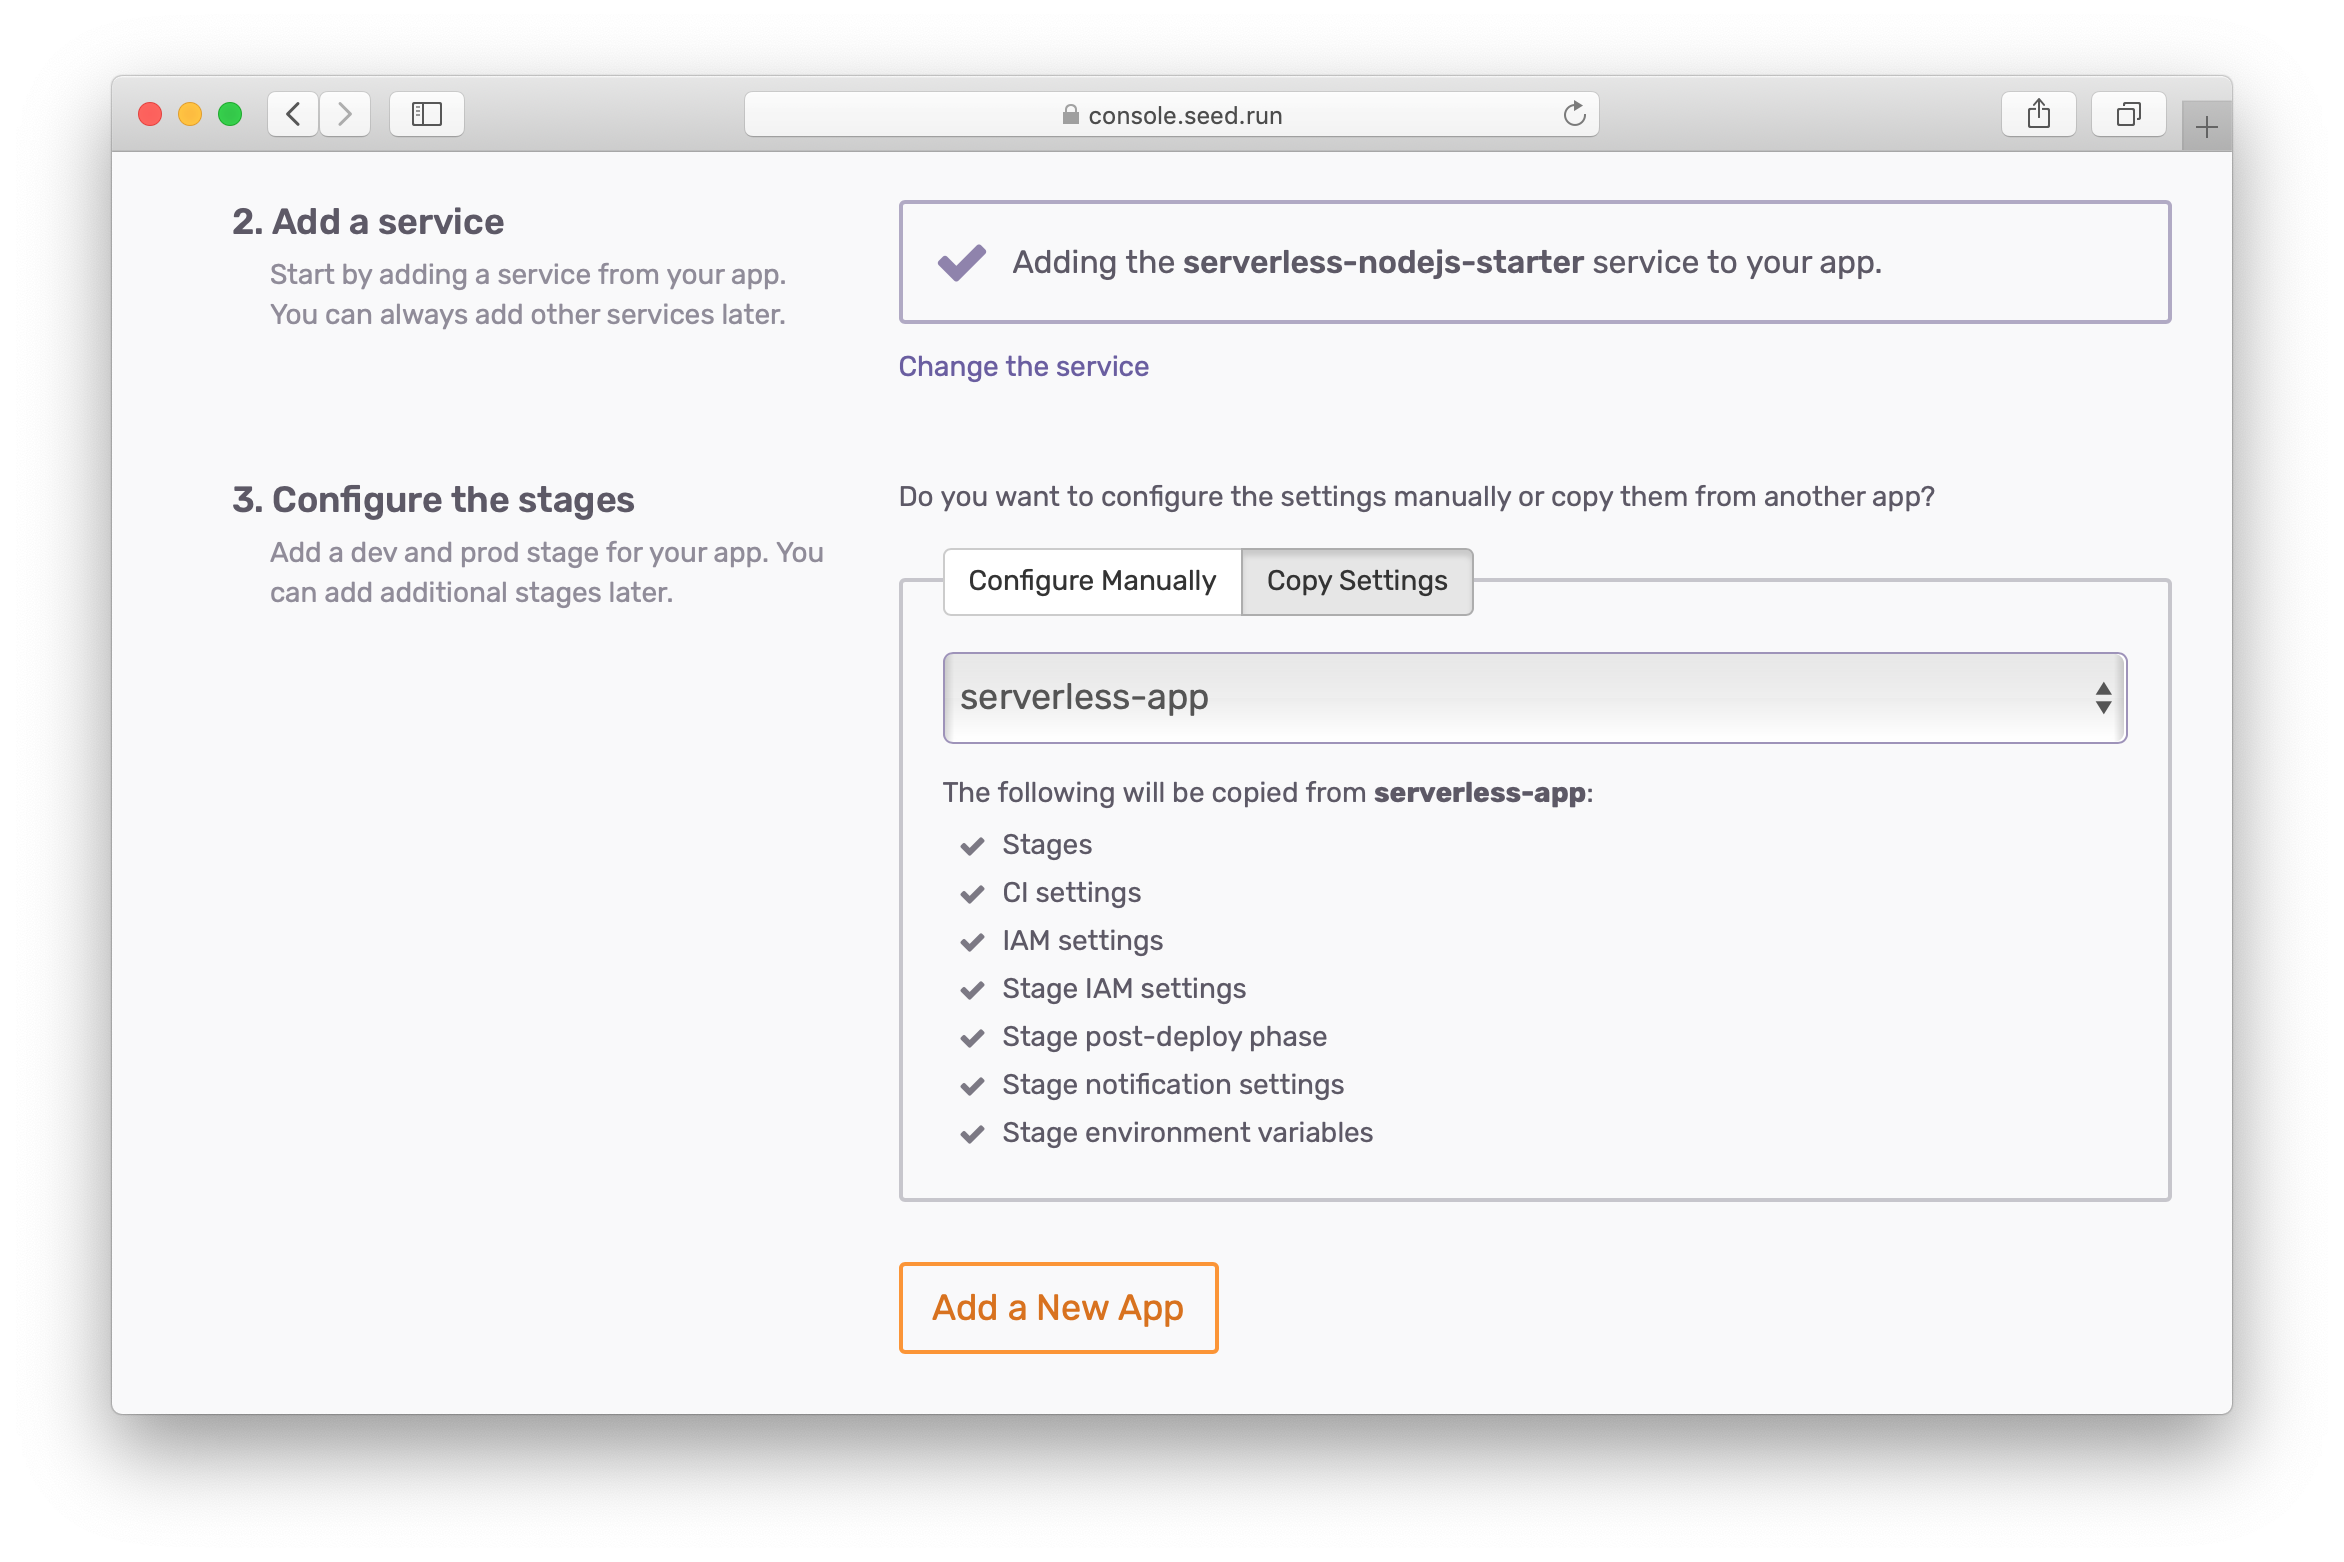 console.seed.run
2. Add a service
Start by adding a service from your app.
You can always add other services later.
Adding the serverless-nodejs-starter service to your app.
Change the service
3. Configure the stages
Add a dev and prod stage for your app. You
can add additional stages later.
Do you want to configure the settings manually or copy them from another app?
Configure Manually
Copy Settings
serverless-app
The following will be copied from serverless-app:
Stages
CI settings
IAM settings
Stage IAM settings
Stage post-deploy phase
Stage notification settings
Stage environment variables
Add a New App